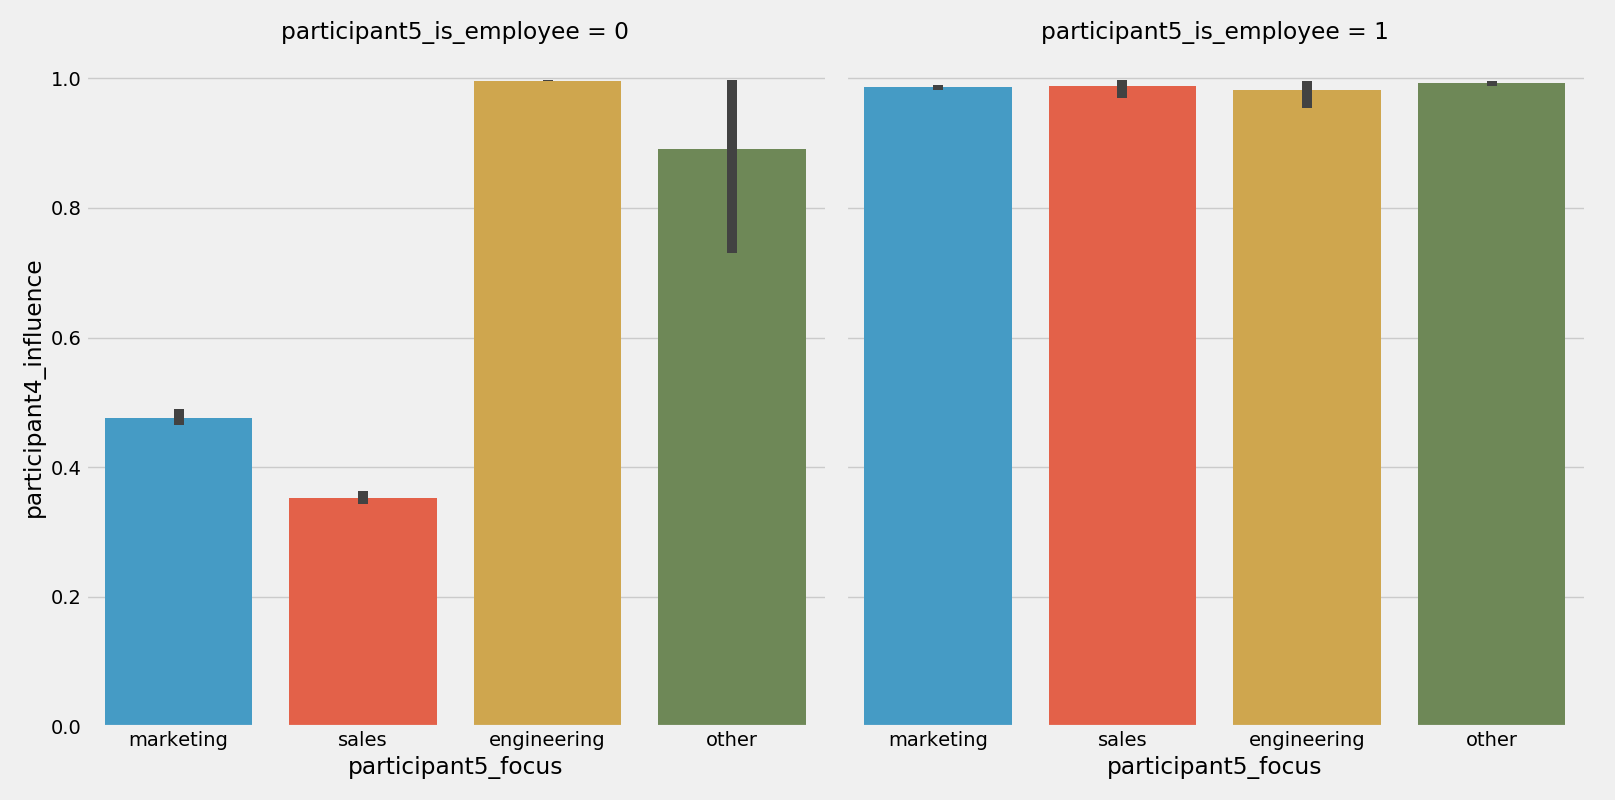 participant5_is_employee = 0
participant5_is_employee = 1
participant4_influence
1.0
0.8
0.6
0.4
0.2
0.0
marketing sales engineering other
marketing sales engineering other
participant5_focus
participant5_focus